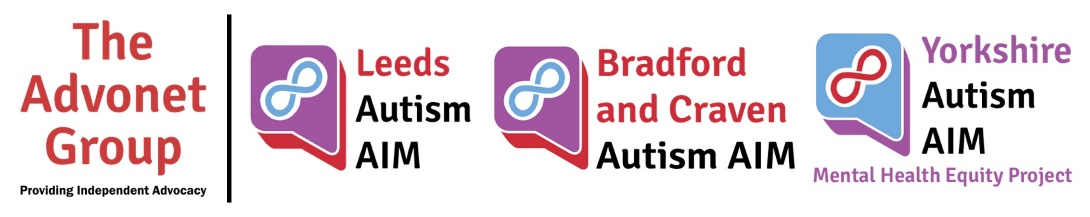 The
Advonet
Group
Providing Independent Advocacy
Leeds
Autism
AIM
Bradford
and Craven
Autism AIM
Yorkshire
Autism
AIM
Mental Health Equity Project